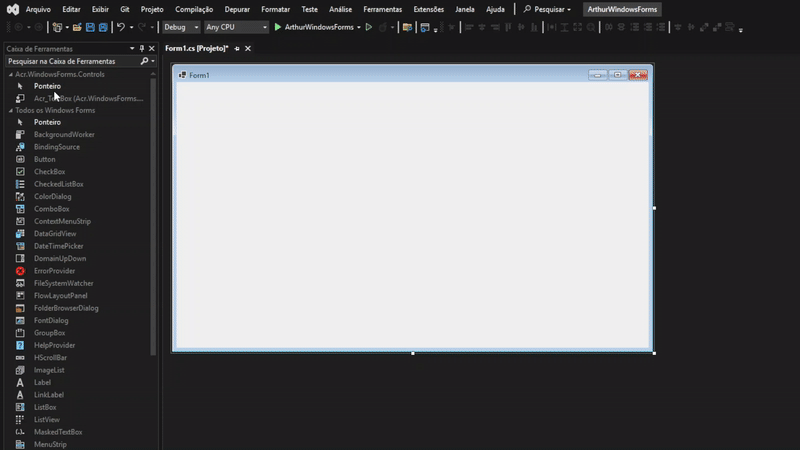 Arquivo Editar Exibir Git Projeto Compilação Depurar Formatar Teste Análise Ferramentas Extensões Janela Ajuda Pesquisar ArthurWindowsForms
Debug Any CPU ArthurWindowsForms
Caixa de Ferramentas
Form1.cs [Projeto]*
Pesquisar na Caixa de Ferramentas
Acr.WindowsForms.Controls
Ponteiro
(Acr.WindowsForms....
Todos os Windows Forms
Ponteiro
BackgroundWorker
BindingSource
Button
CheckBox
CheckedListBox
ColorDialog
ComboBox
ContextMenuStrip
DataGridView
DateTimePicker
DomainUpDown
ErrorProvider
FileSystemWatcher
FlowLayoutPanel
FolderBrowserDialog
FontDialog
GroupBox
HelpProvider
HScrollBar
ImageList
Label
LinkLabel
ListBox
ListView
MaskedTextBox
MenuStrip
Form1